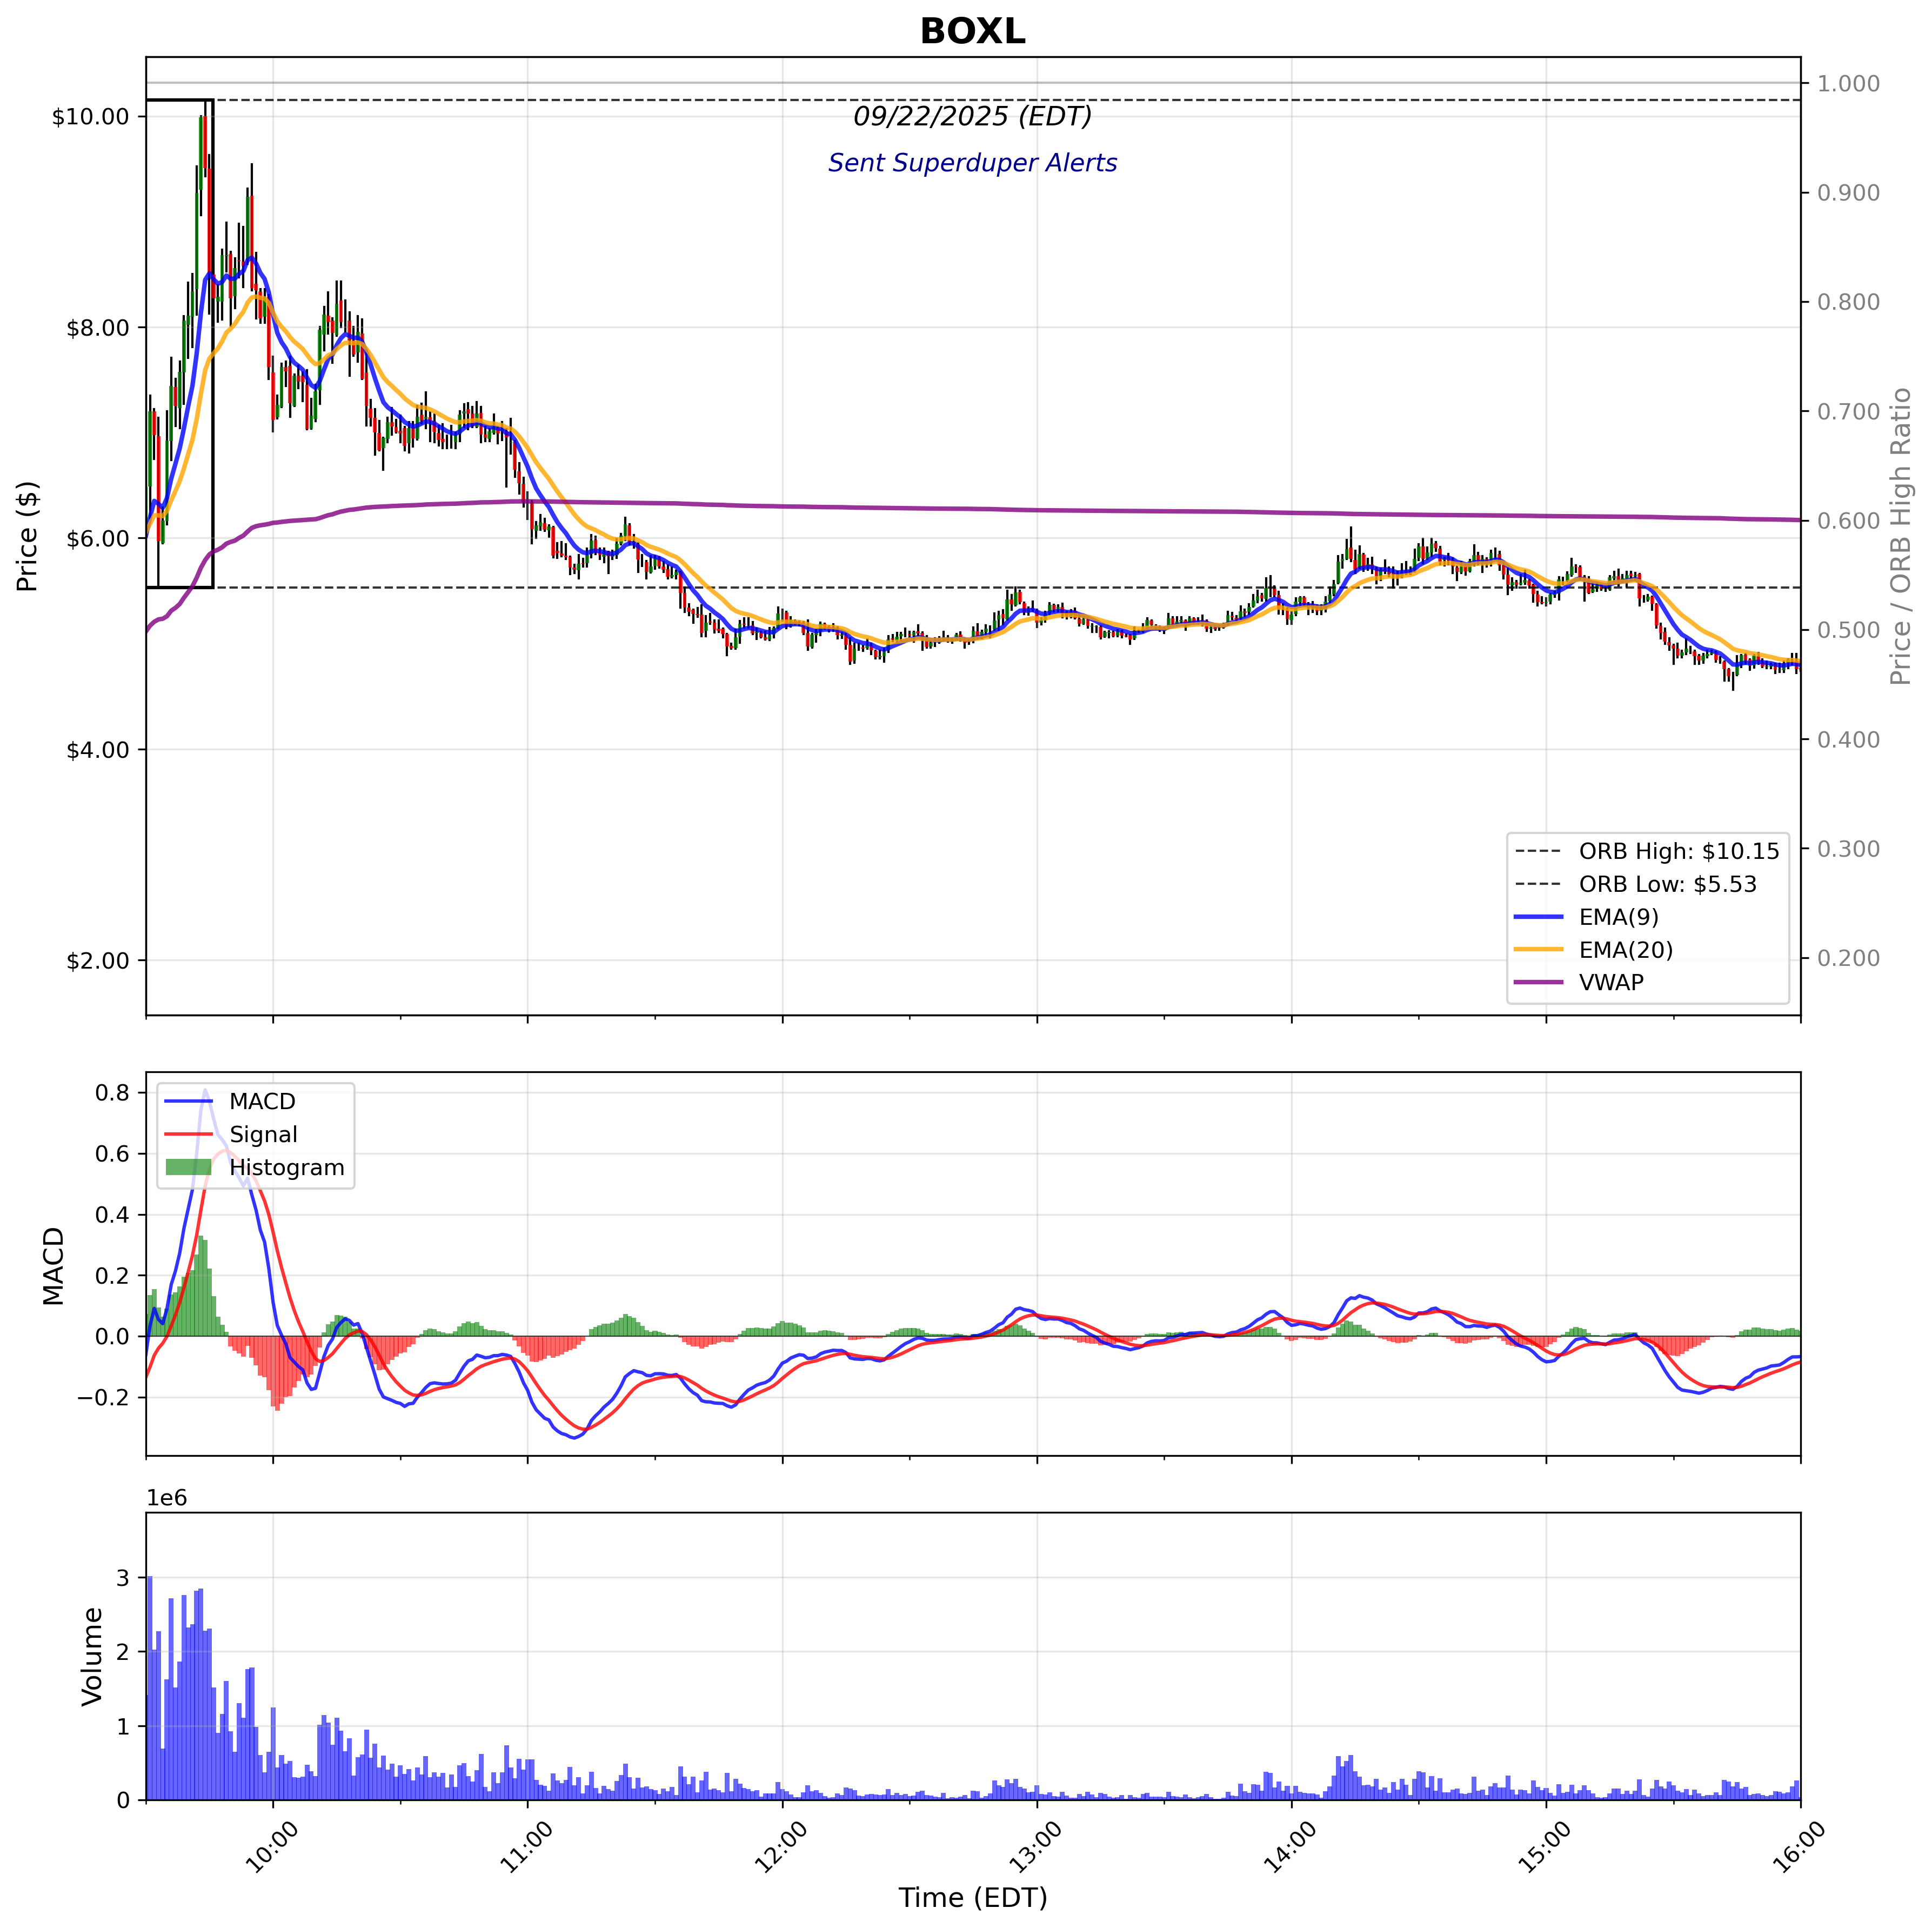 BOXL
09/22/2025 (EDT)
Sent Superduper Alerts
Price ($)
$10.00
$8.00
$6.00
$4.00
$2.00
1.000
0.900
0.800
0.700
0.600
0.500
0.400
0.300
0.200
Price / ORB High Ratio
ORB High: $10.15
ORB Low: $5.53
EMA(9)
EMA(20)
VWAP
MACD
0.8
0.6
0.4
0.2
0.0
−0.2
MACD
Signal
Histogram
1e6
Volume
3
2
1
0
10:00
11:00
12:00
13:00
14:00
15:00
16:00
Time (EDT)